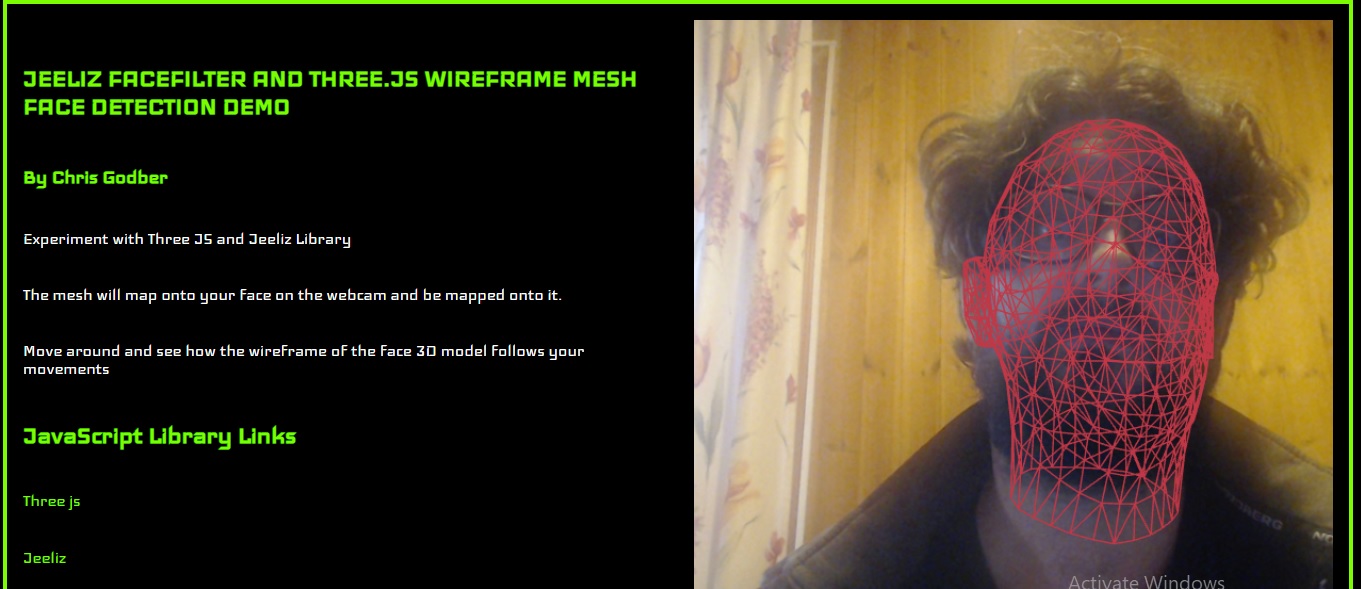 JEELIZ FACEFILTER AND THREE.JS WIREFRAME MESH
FACE DETECTION DEMO
By Chris Godber
Experiment with Three JS and Jeeliz Library
The mesh will map onto your face on the webcam and be mapped onto it.
Move around and see how the wireframe of the face 3D model follows your
movements
JavaScript Library Links
Three js
Jeeliz
Activate Windows